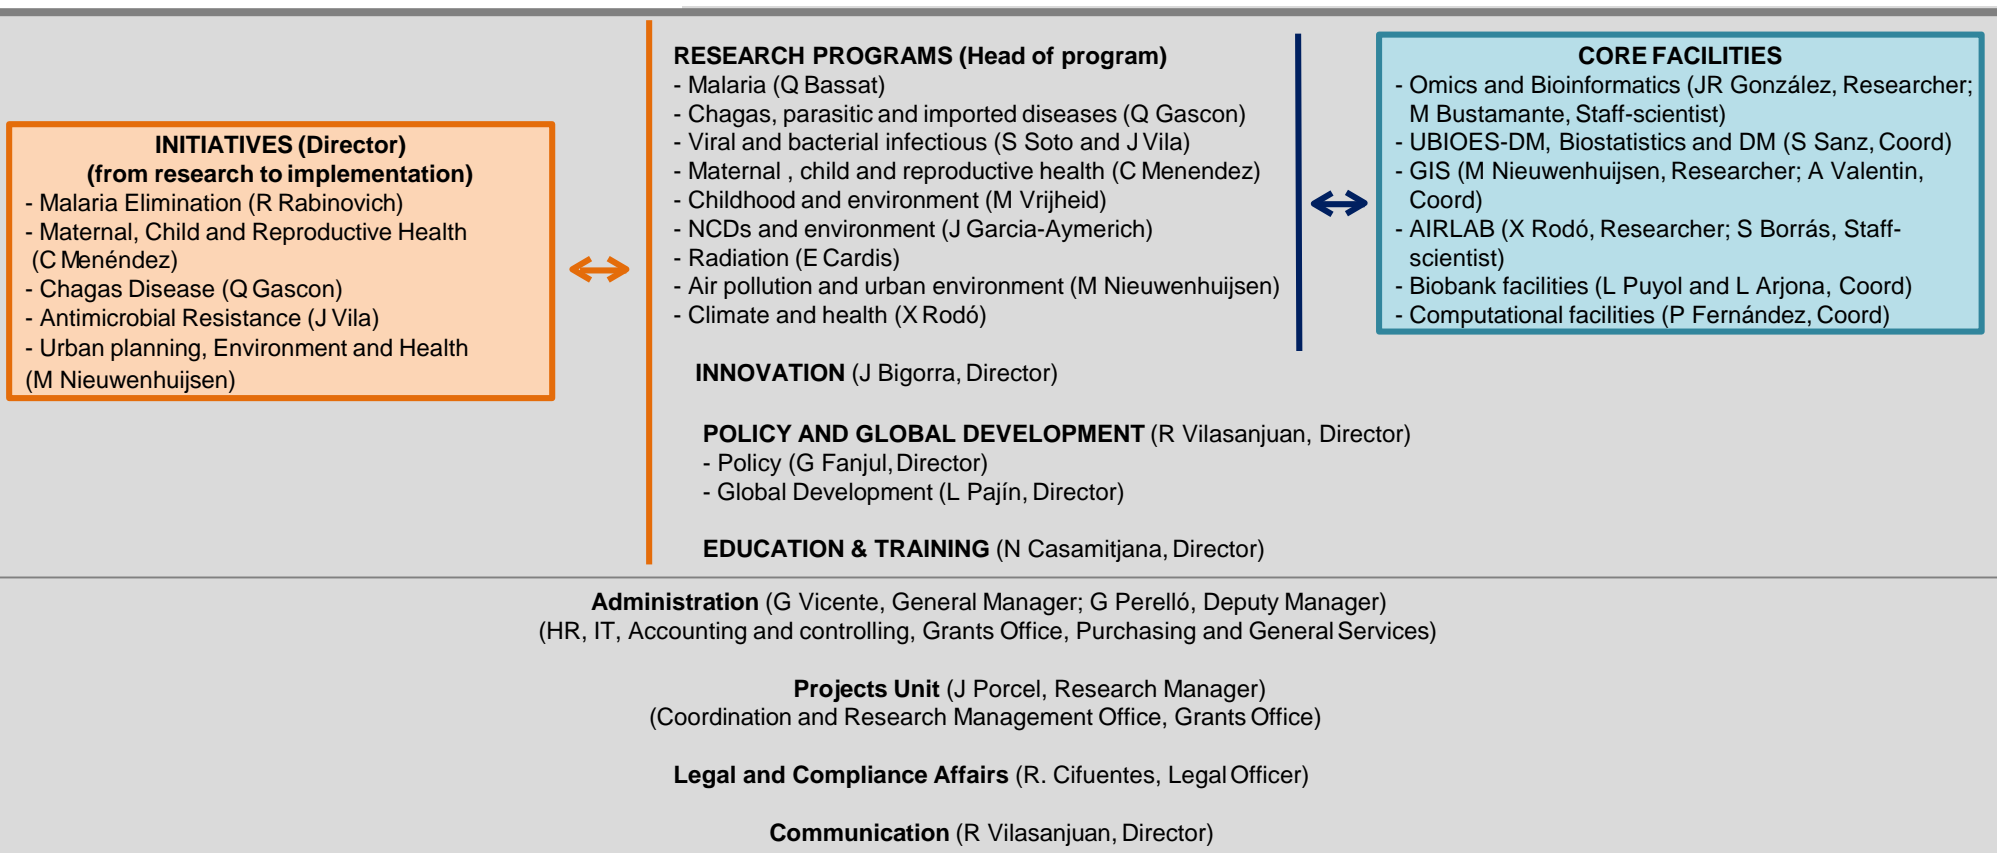 INITIATIVES (Director)
(from research to implementation)
- Malaria Elimination (R Rabinovich)
- Maternal, Child and Reproductive Health
(C Menéndez)
- Chagas Disease (Q Gascon)
- Antimicrobial Resistance (J Vila)
- Urban planning, Environment and Health
(M Nieuwenhuijsen)
RESEARCH PROGRAMS (Head of program)
- Malaria (Q Bassat)
- Chagas, parasitic and imported diseases (Q Gascon)
- Viral and bacterial infectious (S Soto and J Vila)
- Maternal , child and reproductive health (C Menendez)
- Childhood and environment (M Vrijheid)
- NCDs and environment (J Garcia-Aymerich)
- Radiation (E Cardis)
- Air pollution and urban environment (M Nieuwenhuijsen)
- Climate and health (X Rodó)
CORE FACILITIES
- Omics and Bioinformatics (JR González, Researcher;
M Bustamante, Staff-scientist)
- UBIOES-DM, Biostatistics and DM (S Sanz, Coord)
- GIS (M Nieuwenhuijsen, Researcher; A Valentin,
Coord)
- AIRLAB (X Rodó, Researcher; S Borrás, Staff-
scientist)
- Biobank facilities (L Puyol and L Arjona, Coord)
- Computational facilities (P Fernández, Coord)
INNOVATION (J Bigorra, Director)
POLICY AND GLOBAL DEVELOPMENT (R Vilasanjuan, Director)
- Policy (G Fanjul, Director)
- Global Development (L Pajín, Director)
EDUCATION & TRAINING (N Casamitjana, Director)
Administration (G Vicente, General Manager; G Perelló, Deputy Manager)
(HR, IT, Accounting and controlling, Grants Office, Purchasing and General Services)
Projects Unit (J Porcel, Research Manager)
(Coordination and Research Management Office, Grants Office)
Legal and Compliance Affairs (R. Cifuentes, Legal Officer)
Communication (R Vilasanjuan, Director)